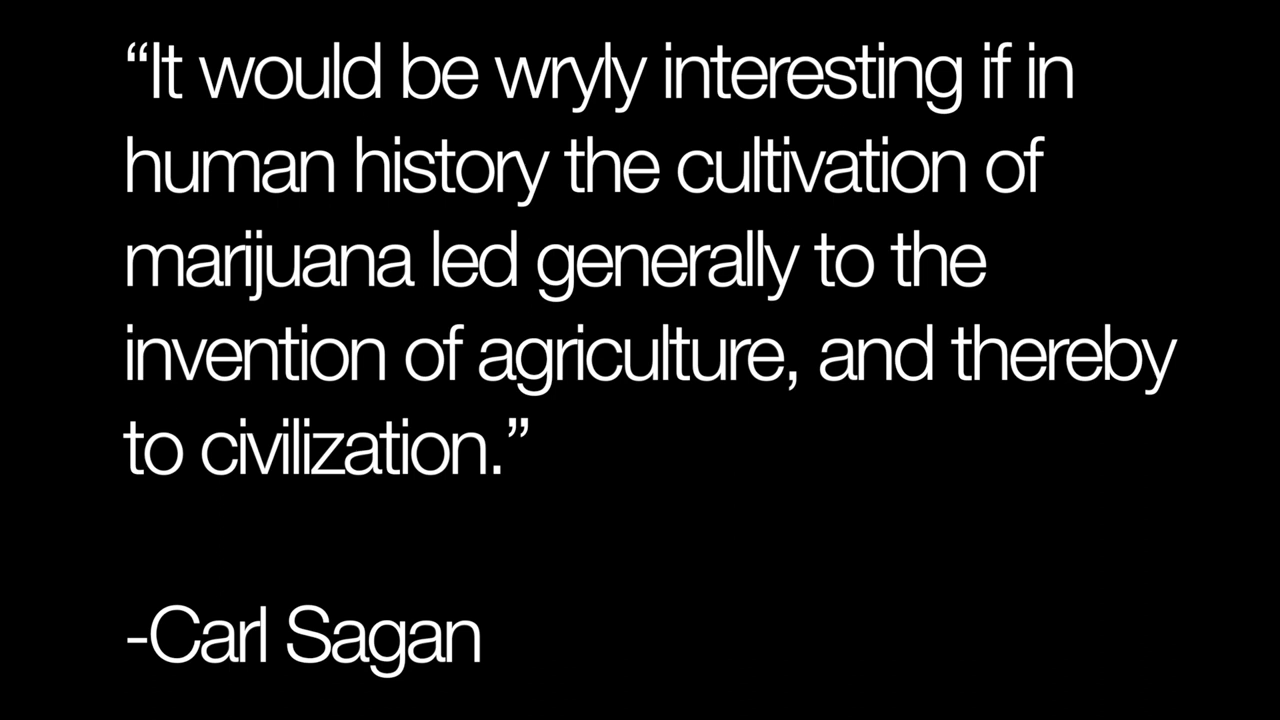 “It would be wryly interesting if in
human history the cultivation of
marijuana led generally to the
invention of agriculture, and thereby
to civilization.”
-Carl Sagan